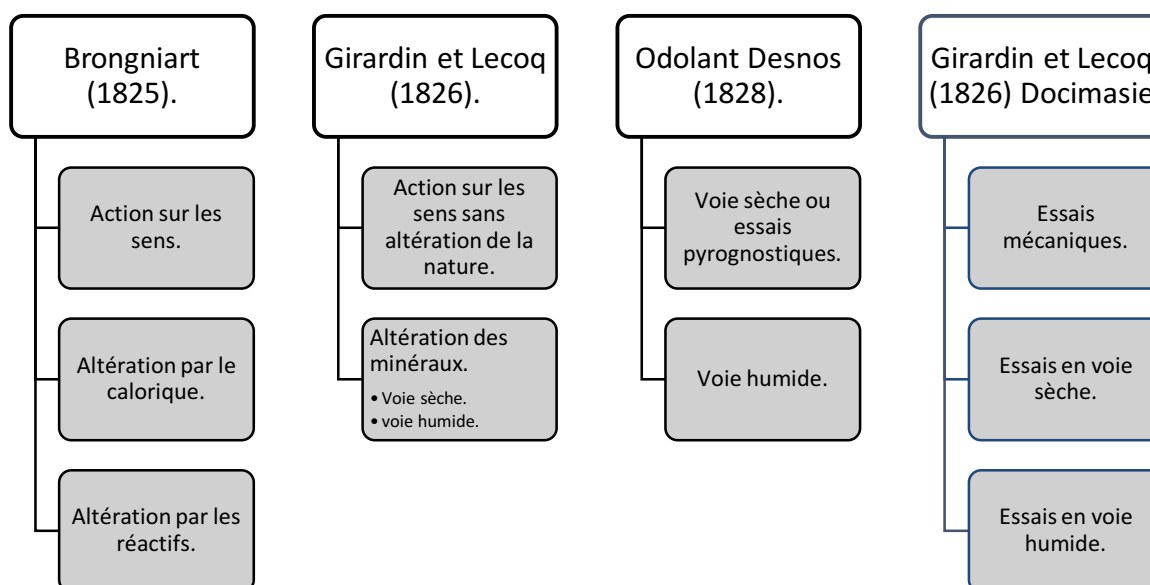 Brongniart
(1825).
Action sur les
sens.
Altération par le
calorique.
Altération par les
réactifs.
Girardin et Lecoq
(1826).
Action sur les
sens sans
altération de la
nature.
Altération des
minéraux.
• Voie sèche.
• voie humide.
Odolant Desnos
(1828).
Voie sèche ou
essais
pyrognostiques.
Voie humide.
Girardin et Lecoq
(1826) Docimasie
Essais
mécaniques.
Essais en voie
sèche.
Essais en voie
humide.